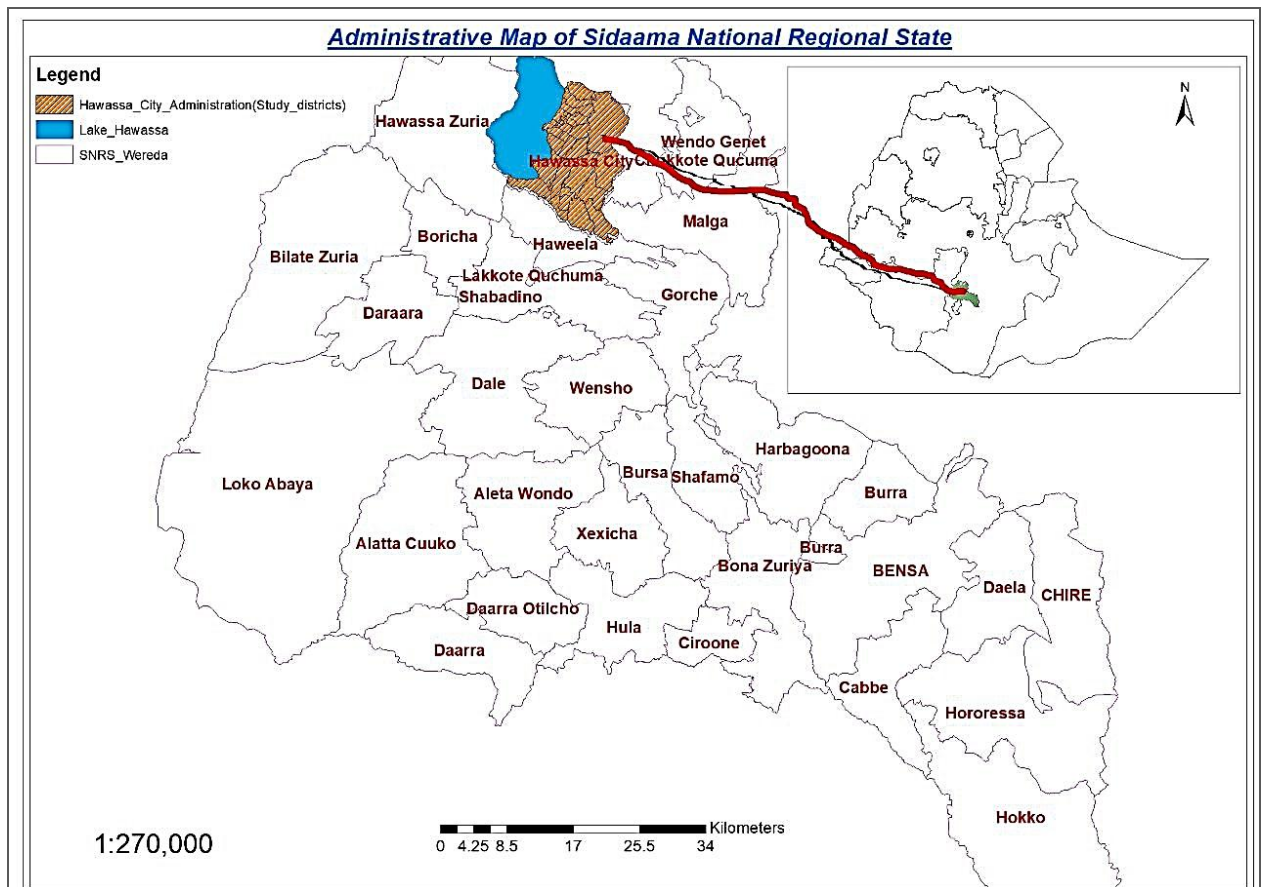 Administrative Map of Sidaama National Regional State
Legend
Hawassa_City_Administration(Study_districts)
Lake_Hawassa
SNRS_Wereda
N
Hawassa Zuria
Wendo Genet
Hawassa City
Lakkote Qucuma
Malga
Boricha
Haweela
Bilate Zuria
Lakkote Quchuma
Shabadino
Gorche
Daraara
Dale
Wensho
Harbagoona
Bursa
Shafamo
Loko Abaya
Aleta Wondo
Burra
Xexicha
Alatta Cuuko
Burra
Bona Zuriya
BENSA
Daela
CHIRE
Daarra Otilcho
Hula
Ciroone
Daarra
Cabbe
Hororessa
Hokko
1:270,000
Kilometers
0 4.25 8.5 17 25.5 34